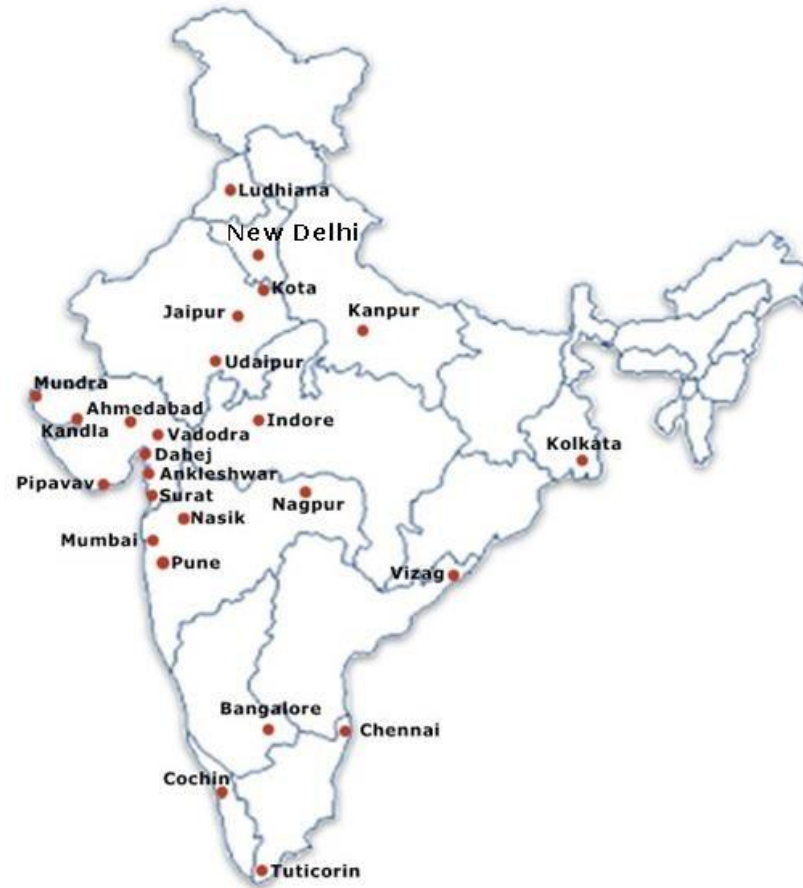 Ludhiana
New Delhi
Kota
Jaipur
Kanpur
Udaipur
Mundra
Ahmedabad
Kandla
Indore
Vadodra
Kolkata
Dahej
Ankleshwar
Pipavav
Surat
Nagpur
Nasik
Mumbai
Pune
Vizag
Bangalore
Chennai
Cochin
Tuticorin